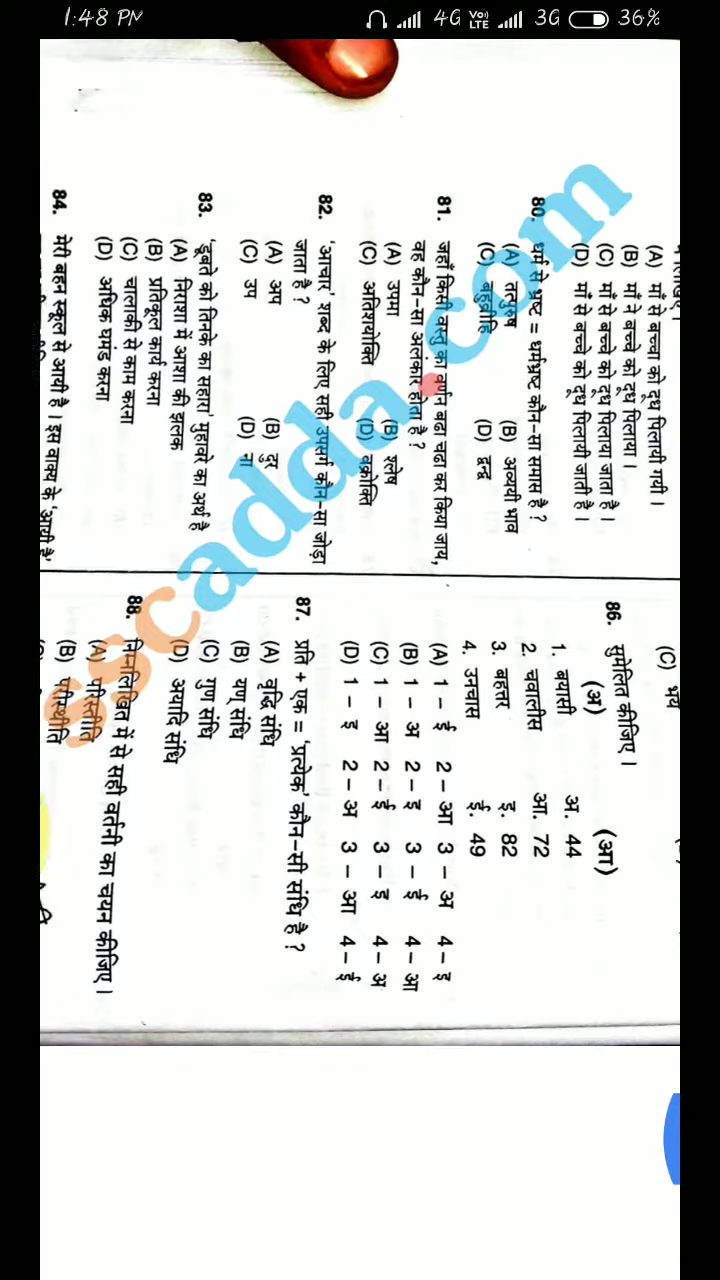 1:48 PM 4G VoLTE 3G 36%
(A) माँ से बच्चा को दूध पिलायी गयी ।
(B) माँ ने बच्चे को दूध पिलाया ।
(C) माँ से बच्चे को दूध पिलाया जाता है ।
(D) माँ से बच्चे को दूध पिलायी जाती है ।
80. धर्म से भ्रष्ट = धर्मभ्रष्ट कौन-सा समास है ?
(A) तत्पुरुष (B) अव्ययी भाव
(C) बहुव्रीहि (D) द्वन्द्व
81. जहाँ किसी वस्तु का वर्णन बढा चढा कर किया जाय,
वह कौन-सा अलंकार होता है ?
(A) उपमा (B) श्लेष
(C) अतिशयोक्ति (D) वक्रोक्ति
82. 'आचार' शब्द के लिए सही उपसर्ग कौन-सा जोड़ा
जाता है ?
(A) अप (B) दुर
(C) उप (D) ना
83. 'डूबते को तिनके का सहारा' मुहावरे का अर्थ है
(A) निराशा में आशा की झलक
(B) प्रतिकूल कार्य करना
(C) चालाकी से काम करना
(D) अधिक घमंड करना
84. मेरी बहन स्कूल से आयी है । इस वाक्य के 'आयी है'
(C) भय
86. सुमेलित कीजिए ।
(अ) (आ)
1. बयासी अ. 44
2. चवालीस आ. 72
3. बहत्तर इ. 82
4. उनचास ई. 49
(A) 1 – ई 2 – आ 3 – अ 4 – इ
(B) 1 – अ 2 – इ 3 – ई 4 – आ
(C) 1 – आ 2 – ई 3 – इ 4 – अ
(D) 1 – इ 2 – अ 3 – आ 4 – ई
87. प्रति + एक = 'प्रत्येक' कौन-सी संधि है ?
(A) वृद्धि संधि
(B) यण् संधि
(C) गुण संधि
(D) अयादि संधि
88. निम्नलिखित में से सही वर्तनी का चयन कीजिए ।
(A) परिस्तीति
(B) परीस्थीति
sscadda.com